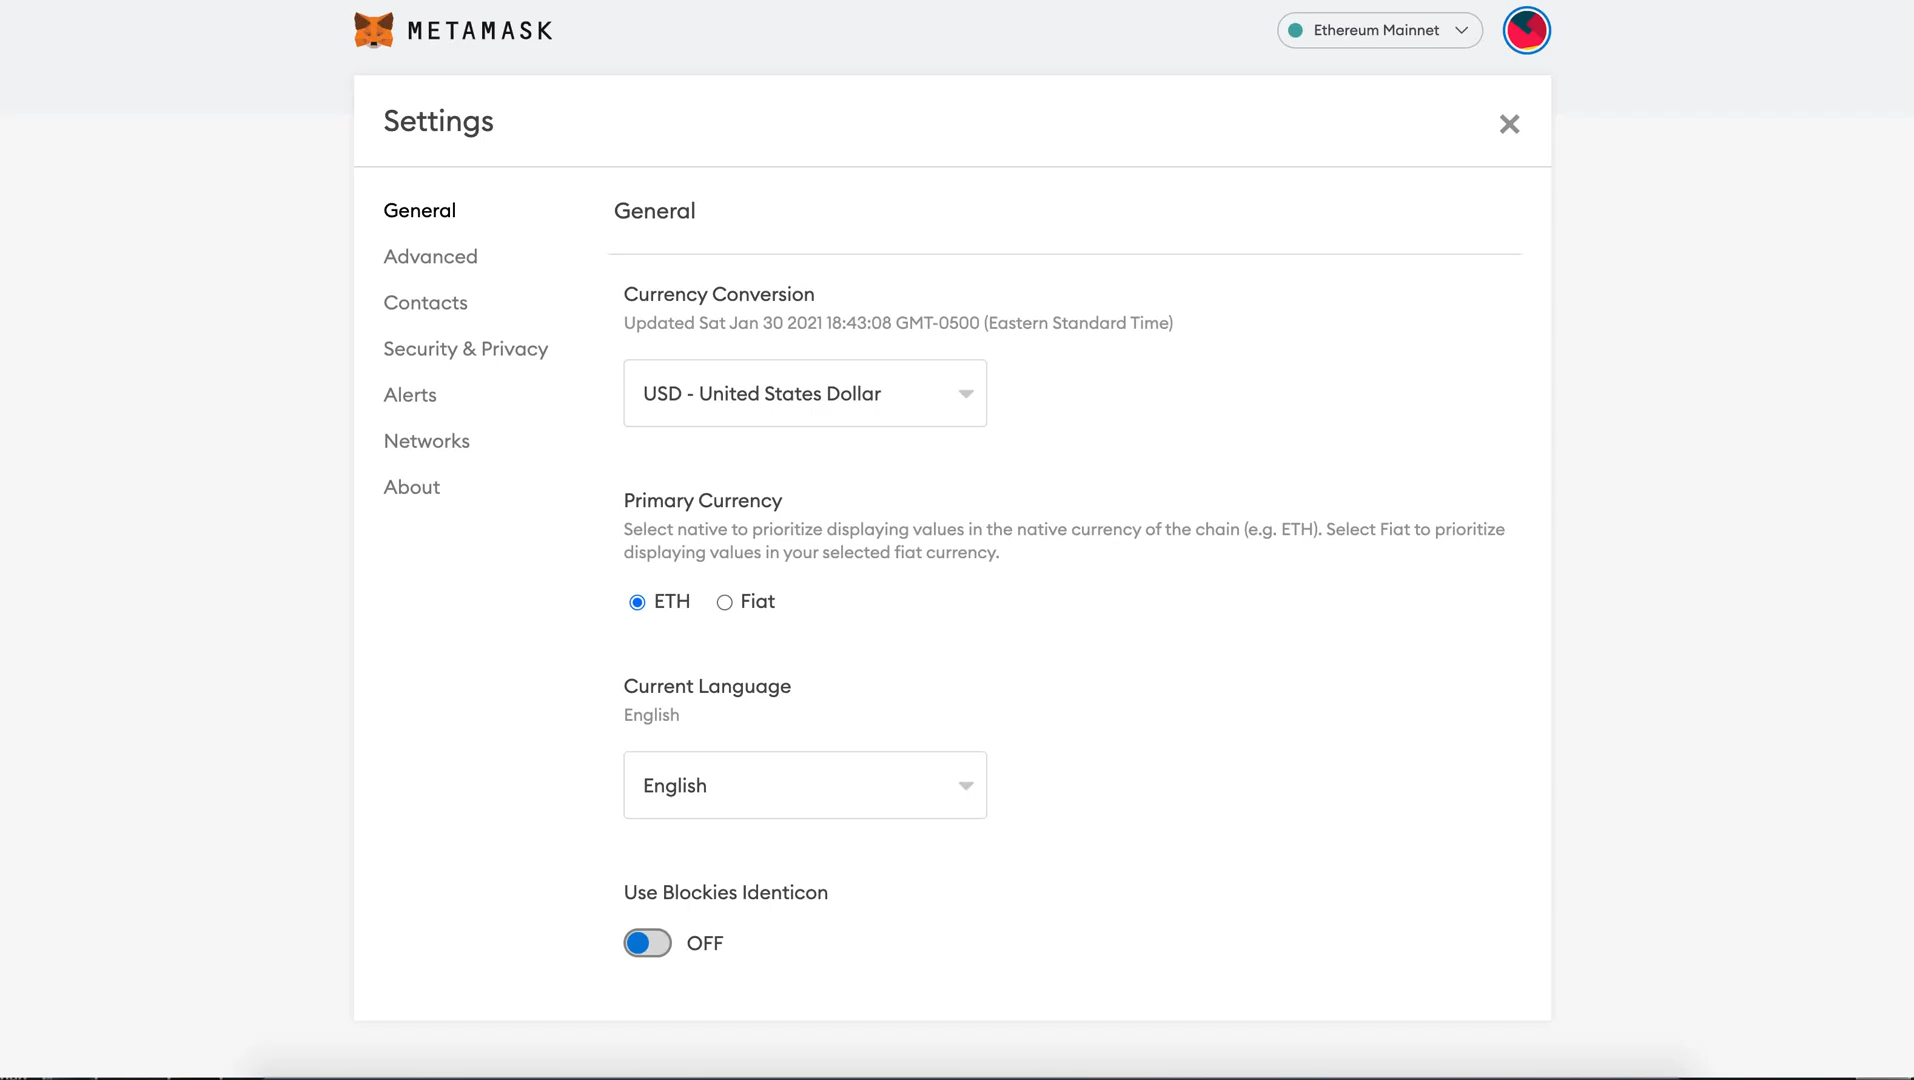 METAMASK
Ethereum Mainnet
Settings
General
Advanced
Contacts
Security & Privacy
Alerts
Networks
About
General
Currency Conversion
Updated Sat Jan 30 2021 18:43:08 GMT-0500 (Eastern Standard Time)
USD - United States Dollar
Primary Currency
Select native to prioritize displaying values in the native currency of the chain (e.g. ETH). Select Fiat to prioritize
displaying values in your selected fiat currency.
ETH Fiat
Current Language
English
English
Use Blockies Identicon
OFF